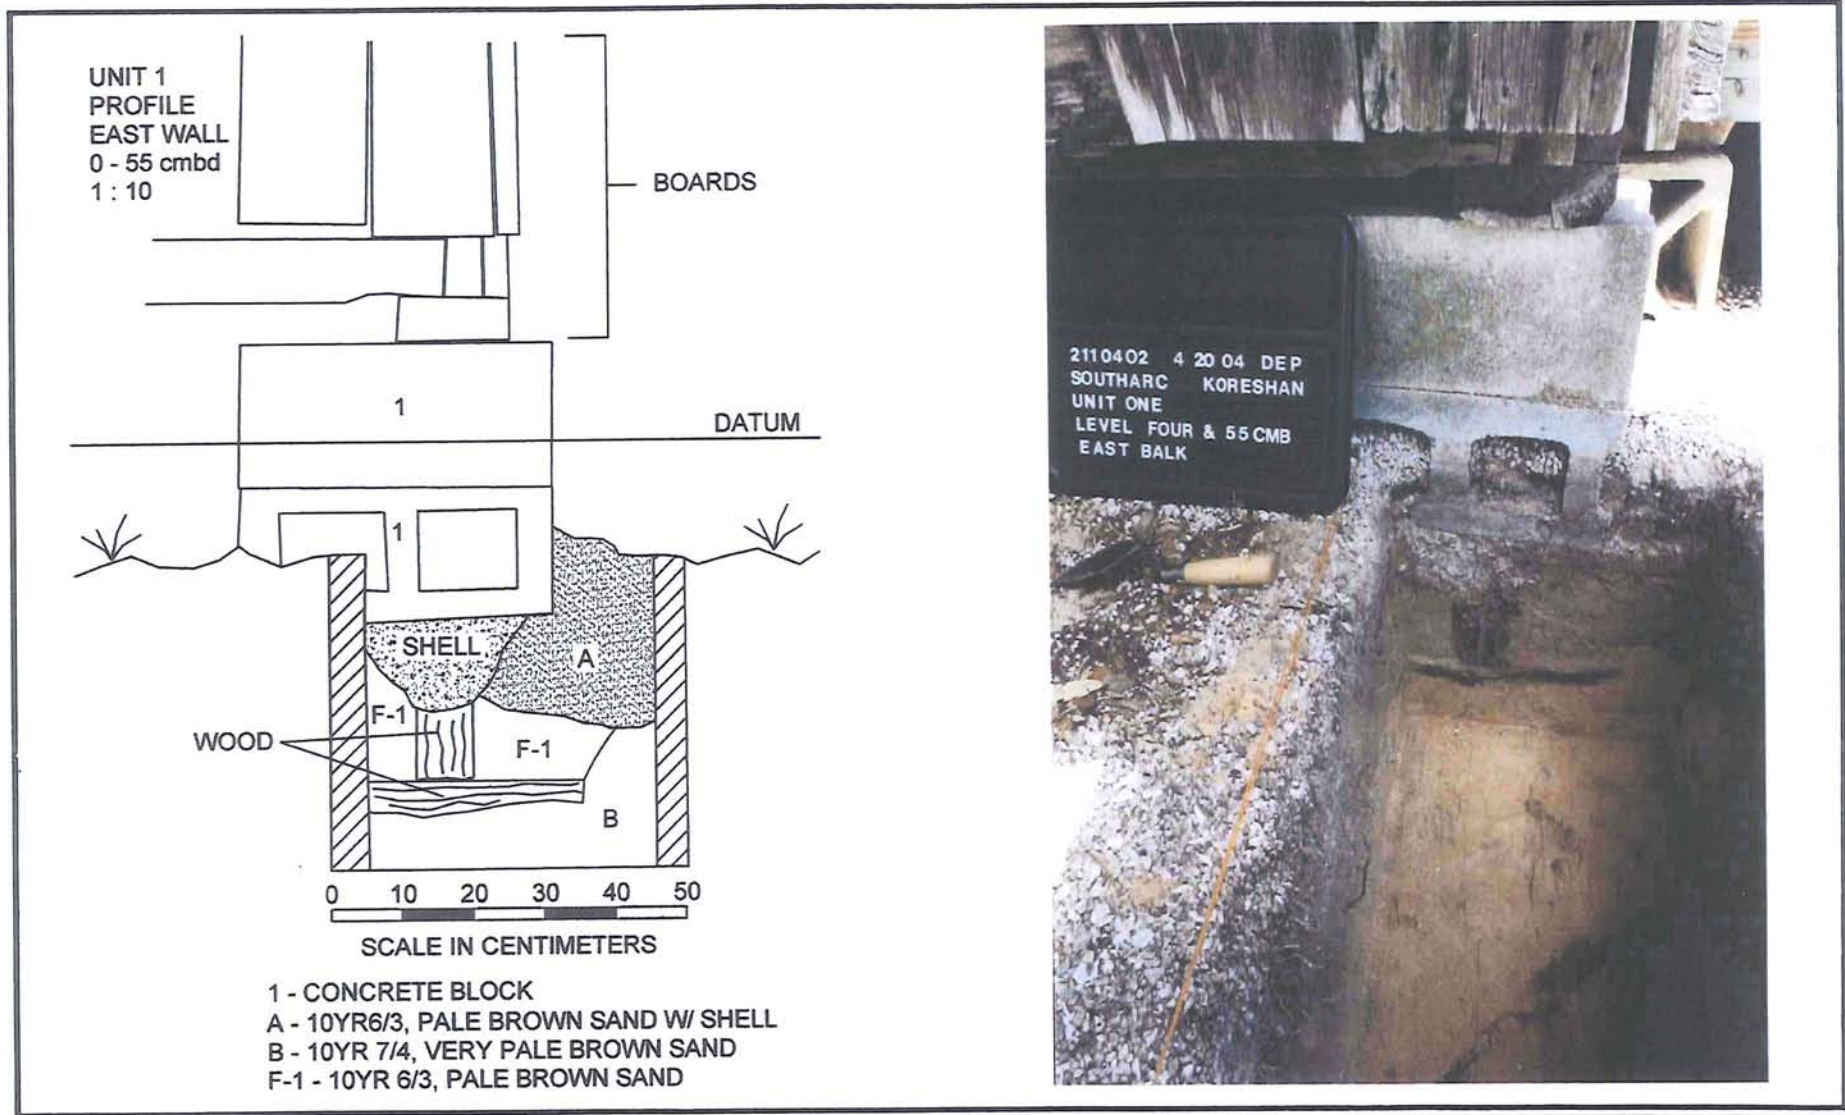 UNIT 1
PROFILE
EAST WALL
0 - 55 cmbd
1 : 10
BOARDS
1
DATUM
1
SHELL
A
F-1
WOOD
F-1
B
0 10 20 30 40 50
SCALE IN CENTIMETERS
1 - CONCRETE BLOCK
A - 10YR6/3, PALE BROWN SAND W/ SHELL
B - 10YR 7/4, VERY PALE BROWN SAND
F-1 - 10YR 6/3, PALE BROWN SAND
2110402 4 20 04 DEP
SOUTHARC KORESHAN
UNIT ONE
LEVEL FOUR & 55 CMB
EAST BALK